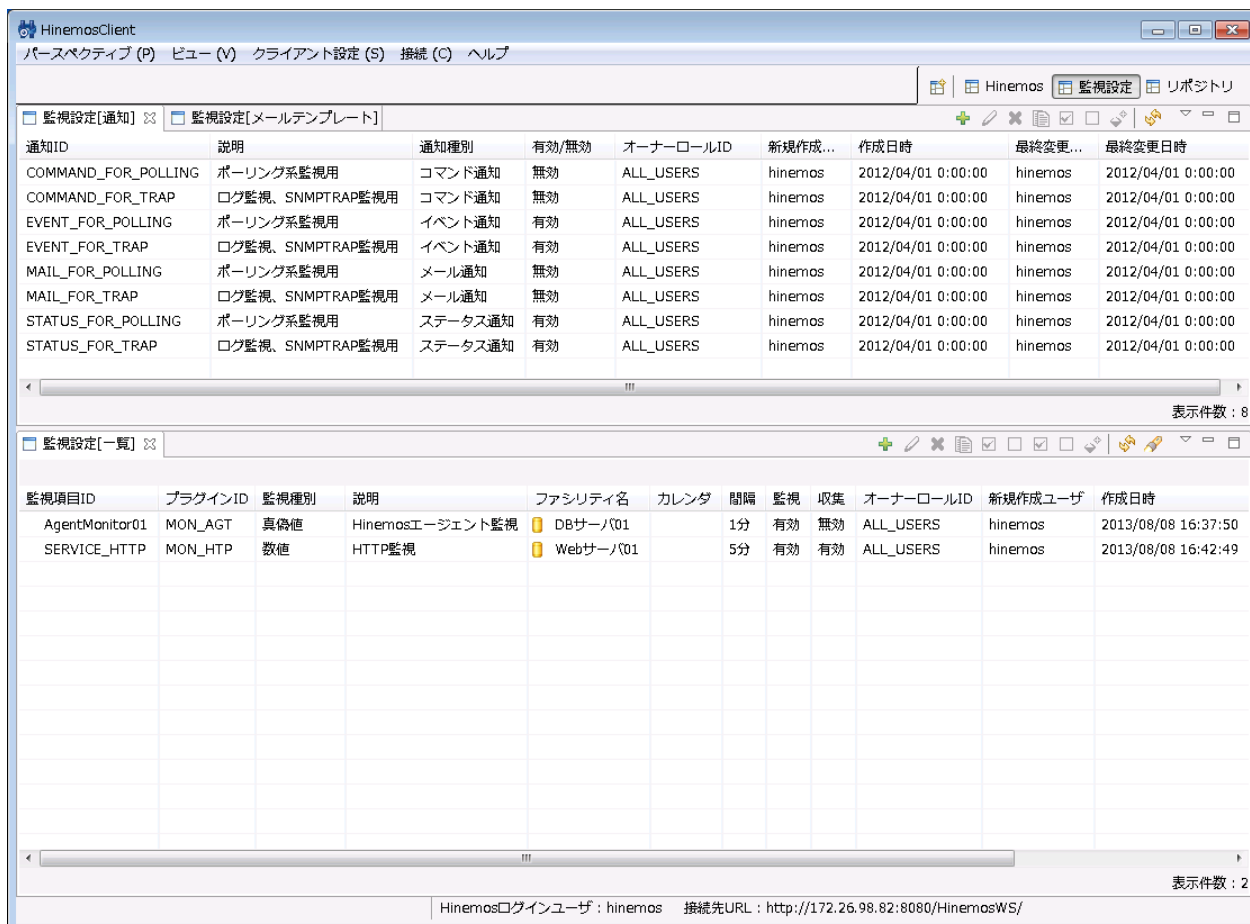 HinemosClient
パースペクティブ (P) ビュー (V) クライアント設定 (S) 接続 (C) ヘルプ
Hinemos 監視設定 リポジトリ
監視設定[通知] 監視設定[メールテンプレート]
通知ID 説明 通知種別 有効/無効 オーナーロールID 新規作成... 作成日時 最終変更... 最終変更日時
COMMAND_FOR_POLLING ポーリング系監視用 コマンド通知 無効 ALL_USERS hinemos 2012/04/01 0:00:00 hinemos 2012/04/01 0:00:00
COMMAND_FOR_TRAP ログ監視、SNMPTRAP監視用 コマンド通知 無効 ALL_USERS hinemos 2012/04/01 0:00:00 hinemos 2012/04/01 0:00:00
EVENT_FOR_POLLING ポーリング系監視用 イベント通知 有効 ALL_USERS hinemos 2012/04/01 0:00:00 hinemos 2012/04/01 0:00:00
EVENT_FOR_TRAP ログ監視、SNMPTRAP監視用 イベント通知 有効 ALL_USERS hinemos 2012/04/01 0:00:00 hinemos 2012/04/01 0:00:00
MAIL_FOR_POLLING ポーリング系監視用 メール通知 無効 ALL_USERS hinemos 2012/04/01 0:00:00 hinemos 2012/04/01 0:00:00
MAIL_FOR_TRAP ログ監視、SNMPTRAP監視用 メール通知 無効 ALL_USERS hinemos 2012/04/01 0:00:00 hinemos 2012/04/01 0:00:00
STATUS_FOR_POLLING ポーリング系監視用 ステータス通知 有効 ALL_USERS hinemos 2012/04/01 0:00:00 hinemos 2012/04/01 0:00:00
STATUS_FOR_TRAP ログ監視、SNMPTRAP監視用 ステータス通知 有効 ALL_USERS hinemos 2012/04/01 0:00:00 hinemos 2012/04/01 0:00:00
表示件数 : 8
監視設定[一覧]
監視項目ID プラグインID 監視種別 説明 ファシリティ名 カレンダ 間隔 監視 収集 オーナーロールID 新規作成ユーザ 作成日時
AgentMonitor01 MON_AGT 真偽値 Hinemosエージェント監視 DBサーバ01 1分 有効 無効 ALL_USERS hinemos 2013/08/08 16:37:50
SERVICE_HTTP MON_HTP 数値 HTTP監視 Webサーバ01 5分 有効 有効 ALL_USERS hinemos 2013/08/08 16:42:49
表示件数 : 2
Hinemosログインユーザ : hinemos 接続先URL : http://172.26.98.82:8080/HinemosWS/